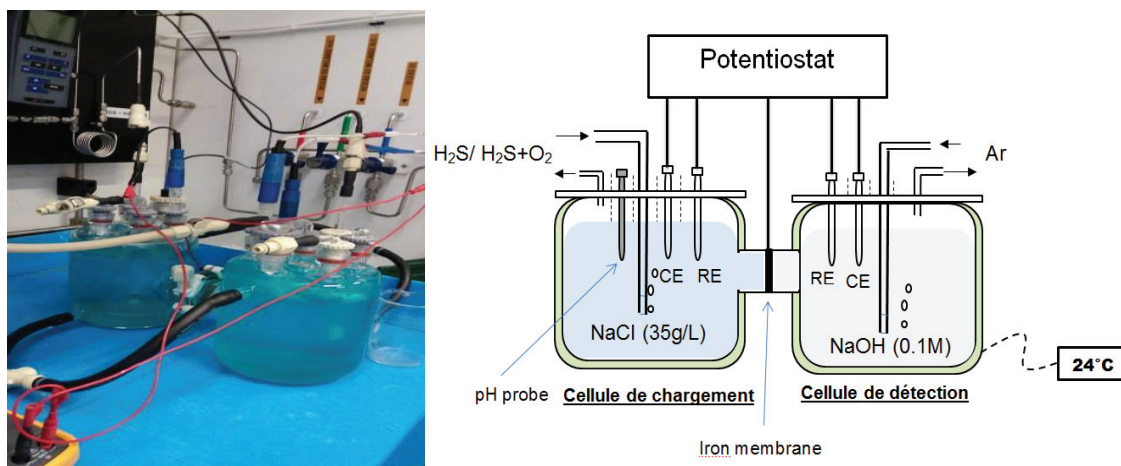 Potentiostat
H₂S/ H₂S+O₂
Ar
CE
RE
RE
CE
NaCl (35g/L)
NaOH (0.1M)
24°C
pH probe
Cellule de chargement
Cellule de détection
Iron membrane